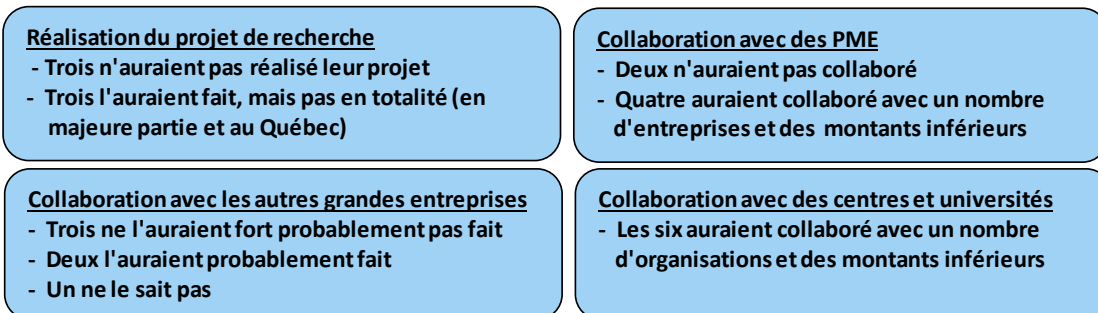 Réalisation du projet de recherche
- Trois n'auraient pas réalisé leur projet
- Trois l'auraient fait, mais pas en totalité (en
majeure partie et au Québec)
Collaboration avec des PME
- Deux n'auraient pas collaboré
- Quatre auraient collaboré avec un nombre
d'entreprises et des montants inférieurs
Collaboration avec les autres grandes entreprises
- Trois ne l'auraient fort probablement pas fait
- Deux l'auraient probablement fait
- Un ne le sait pas
Collaboration avec des centres et universités
- Les six auraient collaboré avec un nombre
d'organisations et des montants inférieurs